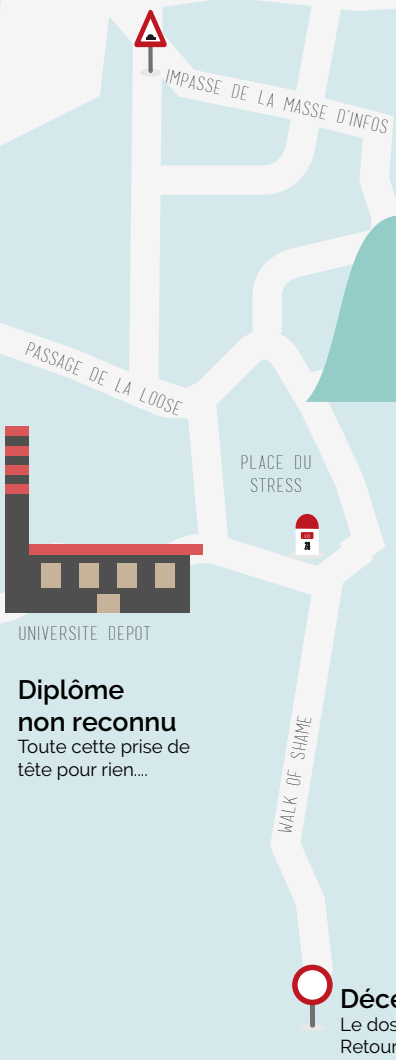 IMPASSE DE LA MASSE D'INFOS
PASSAGE DE LA LOOSE
PLACE DU
STRESS
UNIVERSITE DEPOT
Diplôme
non reconnu
Toute cette prise de
tête pour rien....
WALK OF SHAME
Déce
Le dos
Retour